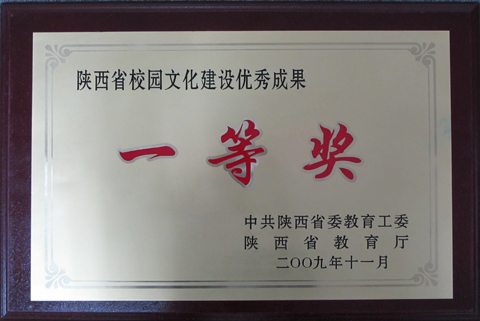 陕西省校园文化建设优秀成果
一等奖
中共陕西省委教育工委
陕西省教育厅
二〇〇九年十一月